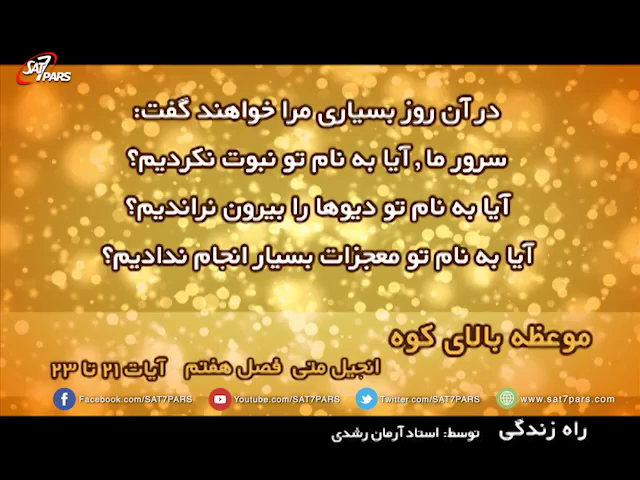 SAT7 PARS
در آن روز بسیاری مرا خواهند گفت:
سرور ما, آیا به نام تو نبوت نکردیم؟
آیا به نام تو دیوها را بیرون نراندیم؟
آیا به نام تو معجزات بسیار انجام ندادیم؟
موعظه بالای کوه
انجیل متی فصل هفتم آیات ۲۱ تا ۲۳
Facebook.com/SAT7PARS Youtube.com/SAT7PARS Twitter.com/SAT7PARS www.sat7pars.com
راه زندگی توسط: استاد آرمان رشدی